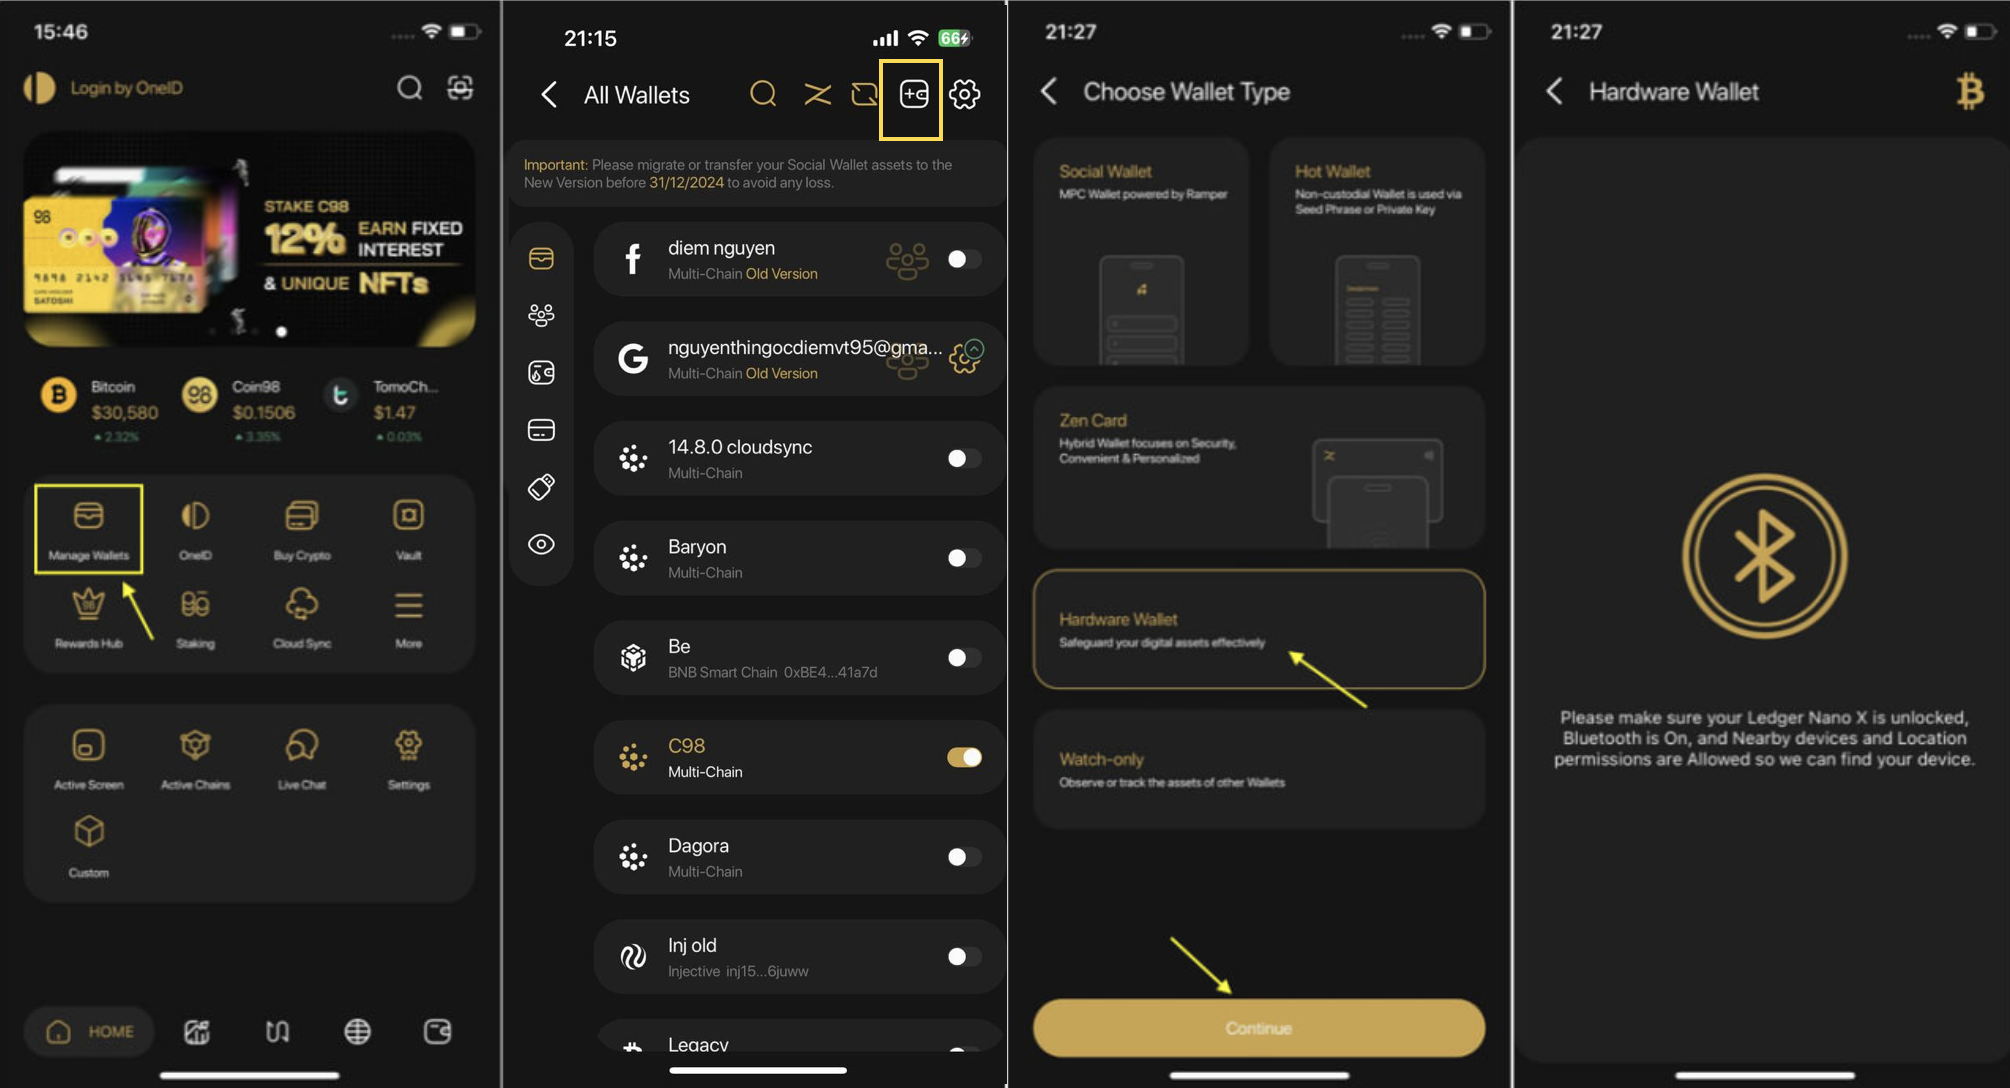 15:46
Login by OneID
98
9898 2142
SATOSHI
STAKE C98
12% EARN FIXED
INTEREST
& UNIQUE NFTs
Bitcoin
$30,580
2.32%
Coin98
$0.1506
3.35%
TomoCh...
$1.47
0.03%
Manage Wallets
OneID
Buy Crypto
Vault
Rewards Hub
Staking
Cloud Sync
More
Active Screen
Active Chains
Live Chat
Settings
Custom
HOME
21:15
66
All Wallets
Important: Please migrate or transfer your Social Wallet assets to the
New Version before 31/12/2024 to avoid any loss.
diem nguyen
Multi-Chain Old Version
nguyenthingocdiemvt95@gma...
Multi-Chain Old Version
14.8.0 cloudsync
Multi-Chain
Baryon
Multi-Chain
Be
BNB Smart Chain 0xBE4...41a7d
C98
Multi-Chain
Dagora
Multi-Chain
Inj old
Injective inj15...6juww
Legacy
21:27
Choose Wallet Type
Social Wallet
MPC Wallet powered by Ramper
Hot Wallet
Non-custodial Wallet is used via
Seed Phrase or Private Key
Zen Card
Hybrid Wallet focuses on Security,
Convenient & Personalized
Hardware Wallet
Safeguard your digital assets effectively
Watch-only
Observe or track the assets of other Wallets
Continue
21:27
Hardware Wallet
Please make sure your Ledger Nano X is unlocked,
Bluetooth is On, and Nearby devices and Location
permissions are Allowed so we can find your device.